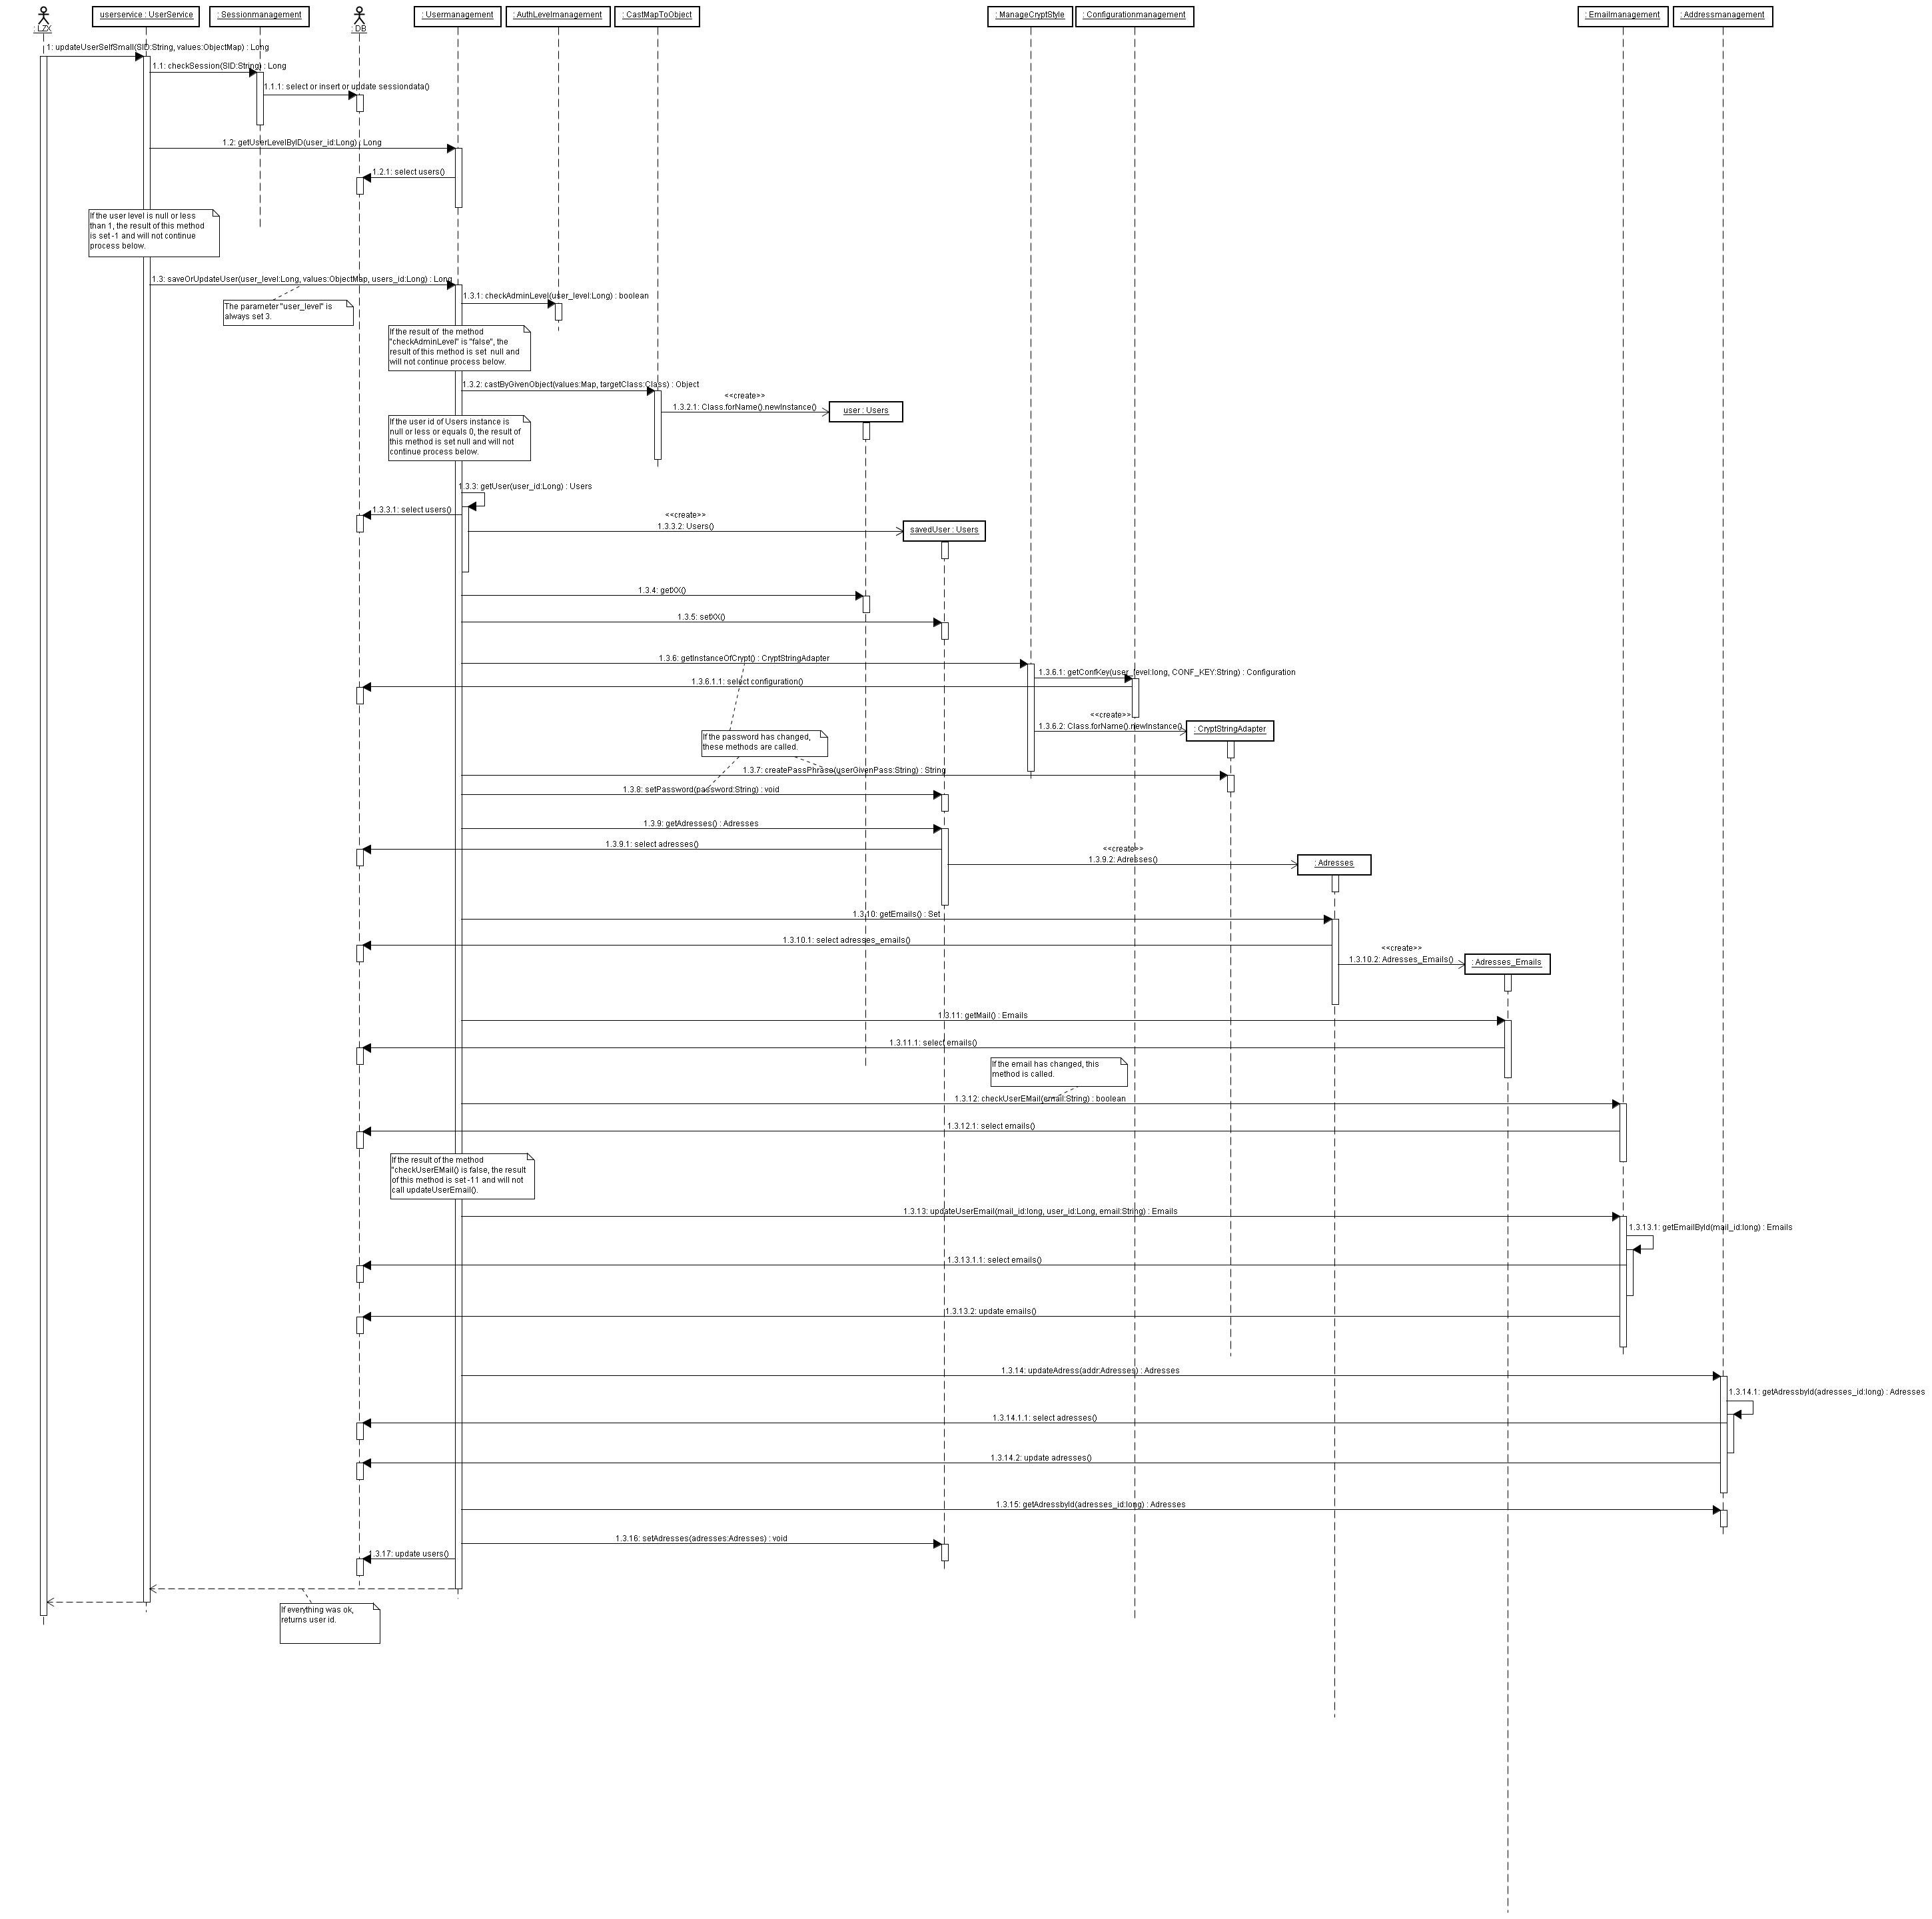 : LZX
userservice : UserService
: Sessionmanagement
: DB
: Usermanagement
: AuthLevelmanagement
: CastMapToObject
: ManageCryptStyle
: Configurationmanagement
: Emailmanagement
: Addressmanagement
1: updateUserSelfSmall(SID:String, values:ObjectMap) : Long
1.1: checkSession(SID:String) : Long
1.1.1: select or insert or update sessiondata()
1.2: getUserLevelByID(user_id:Long) : Long
1.2.1: select users()
If the user level is null or less
than 1, the result of this method
is set -1 and will not continue
process below.
1.3: saveOrUpdateUser(user_level:Long, values:ObjectMap, users_id:Long) : Long
The parameter "user_level" is
always set 3.
1.3.1: checkAdminLevel(user_level:Long) : boolean
If the result of the method
"checkAdminLevel" is "false", the
result of this method is set null and
will not continue process below.
1.3.2: castByGivenObject(values:Map, targetClass:Class) : Object
<<create>>
1.3.2.1: Class.forName().newInstance()
user : Users
If the user id of Users instance is
null or less or equals 0, the result of
this method is set null and will not
continue process below.
1.3.3: getUser(user_id:Long) : Users
1.3.3.1: select users()
<<create>>
1.3.3.2: Users()
savedUser : Users
1.3.4: getXX()
1.3.5: setXX()
1.3.6: getInstanceOfCrypt() : CryptStringAdapter
1.3.6.1: getConfKey(user_level:long, CONF_KEY:String) : Configuration
1.3.6.1.1: select configuration()
<<create>>
1.3.6.2: Class.forName().newInstance()
: CryptStringAdapter
If the password has changed,
these methods are called.
1.3.7: createPassPhrase(userGivenPass:String) : String
1.3.8: setPassword(password:String) : void
1.3.9: getAdresses() : Adresses
1.3.9.1: select adresses()
<<create>>
1.3.9.2: Adresses()
: Adresses
1.3.10: getEmails() : Set
1.3.10.1: select adresses_emails()
<<create>>
1.3.10.2: Adresses_Emails()
: Adresses_Emails
1.3.11: getMail() : Emails
1.3.11.1: select emails()
If the email has changed, this
method is called.
1.3.12: checkUserEMail(email:String) : boolean
1.3.12.1: select emails()
If the result of the method
"checkUserEMail() is false, the result
of this method is set -11 and will not
call updateUserEmail().
1.3.13: updateUserEmail(mail_id:long, user_id:Long, email:String) : Emails
1.3.13.1: getEmailById(mail_id:long) : Emails
1.3.13.1.1: select emails()
1.3.13.2: update emails()
1.3.14: updateAdress(addr:Adresses) : Adresses
1.3.14.1: getAdressbyId(adresses_id:long) : Adresses
1.3.14.1.1: select adresses()
1.3.14.2: update adresses()
1.3.15: getAdressbyId(adresses_id:long) : Adresses
1.3.16: setAdresses(adresses:Adresses) : void
1.3.17: update users()
If everything was ok,
returns user id.